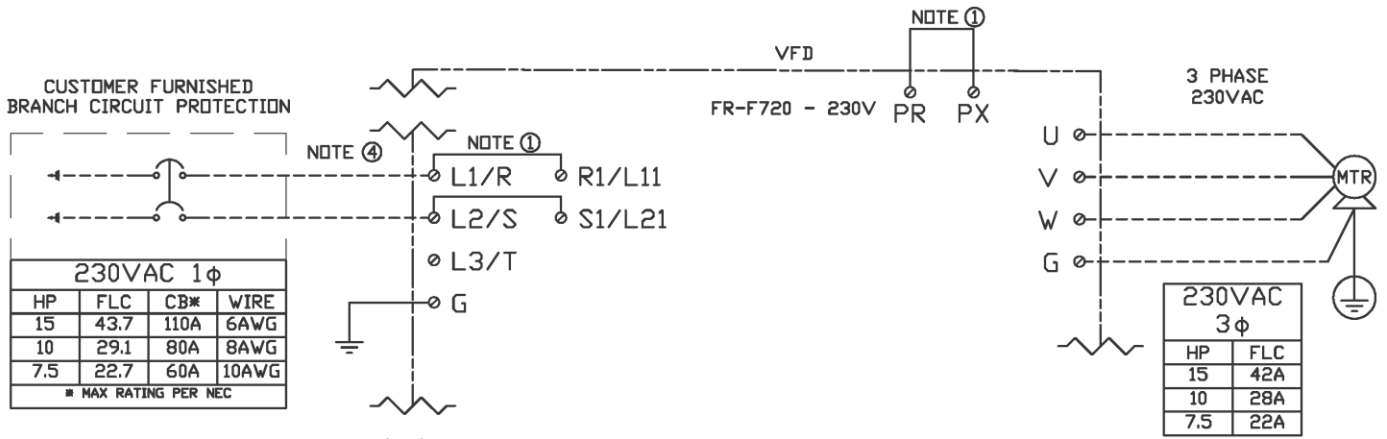 NOTE ①
VFD
CUSTOMER FURNISHED
BRANCH CIRCUIT PROTECTION
FR-F720 - 230V
PR PX
3 PHASE
230VAC
NOTE ④
NOTE ①
L1/R R1/L11
L2/S S1/L21
L3/T
G
U
V
W
G
MTR
230VAC 1ϕ
HP FLC CB* WIRE
15 43.7 110A 6AWG
10 29.1 80A 8AWG
7.5 22.7 60A 10AWG
* MAX RATING PER NEC
230VAC
3ϕ
HP FLC
15 42A
10 28A
7.5 22A